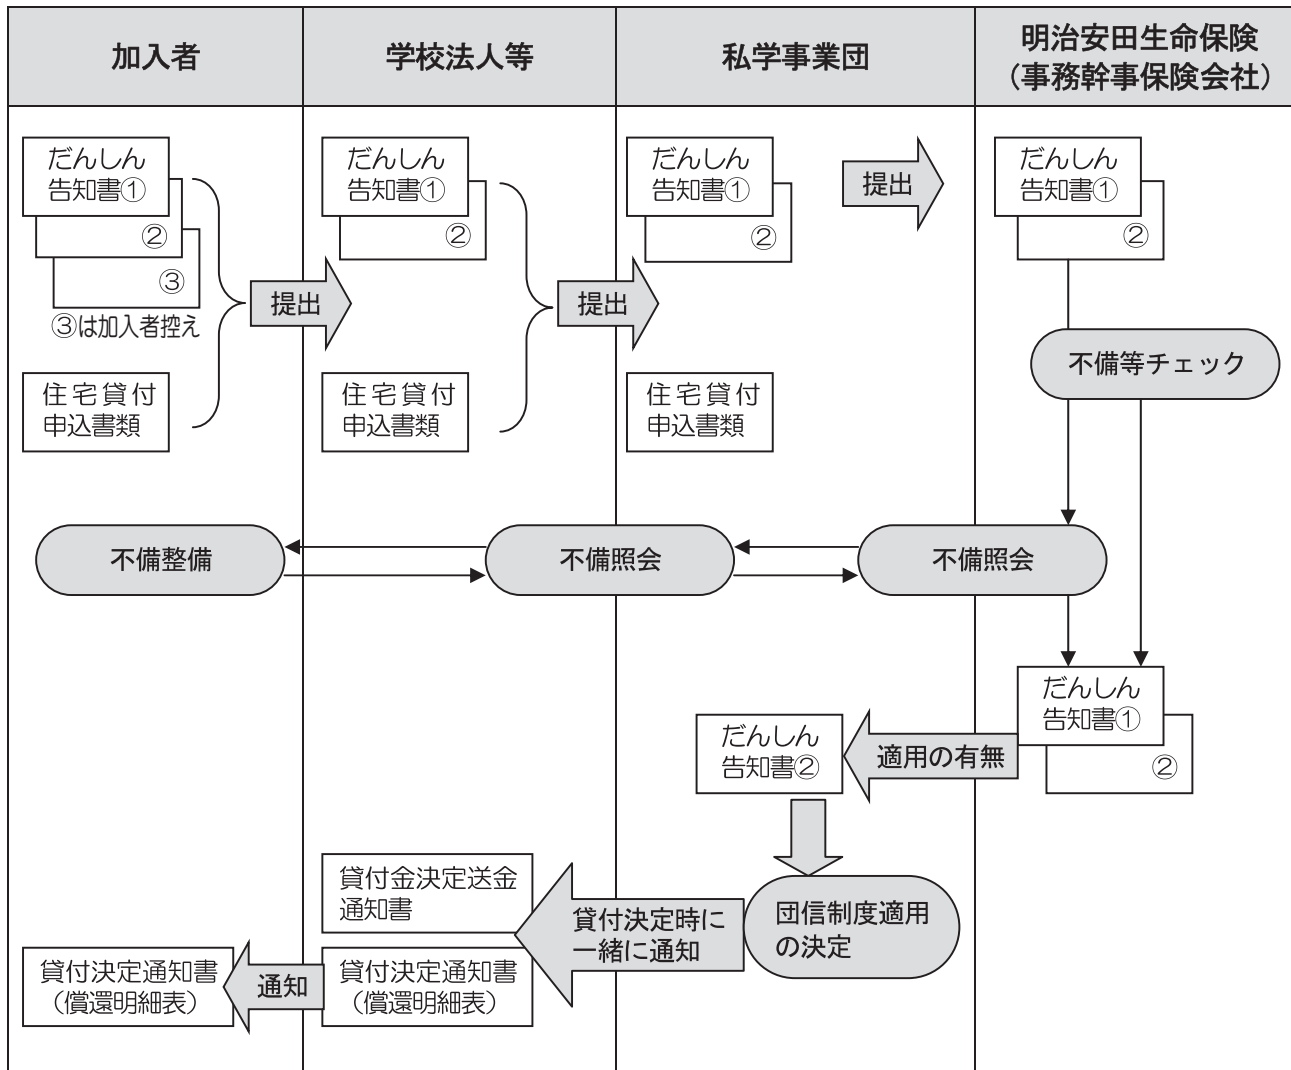 加入者
学校法人等
私学事業団
明治安田生命保険
（事務幹事保険会社）
だんしん
告知書①
②
③
③は加入者控え
住宅貸付
申込書類
提出
だんしん
告知書①
②
住宅貸付
申込書類
提出
だんしん
告知書①
②
住宅貸付
申込書類
提出
だんしん
告知書①
②
不備等チェック
不備整備
不備照会
不備照会
だんしん
告知書①
②
適用の有無
だんしん
告知書②
団信制度適用
の決定
貸付決定時に
一緒に通知
貸付金決定送金
通知書
貸付決定通知書
（償還明細表）
通知
貸付決定通知書
（償還明細表）